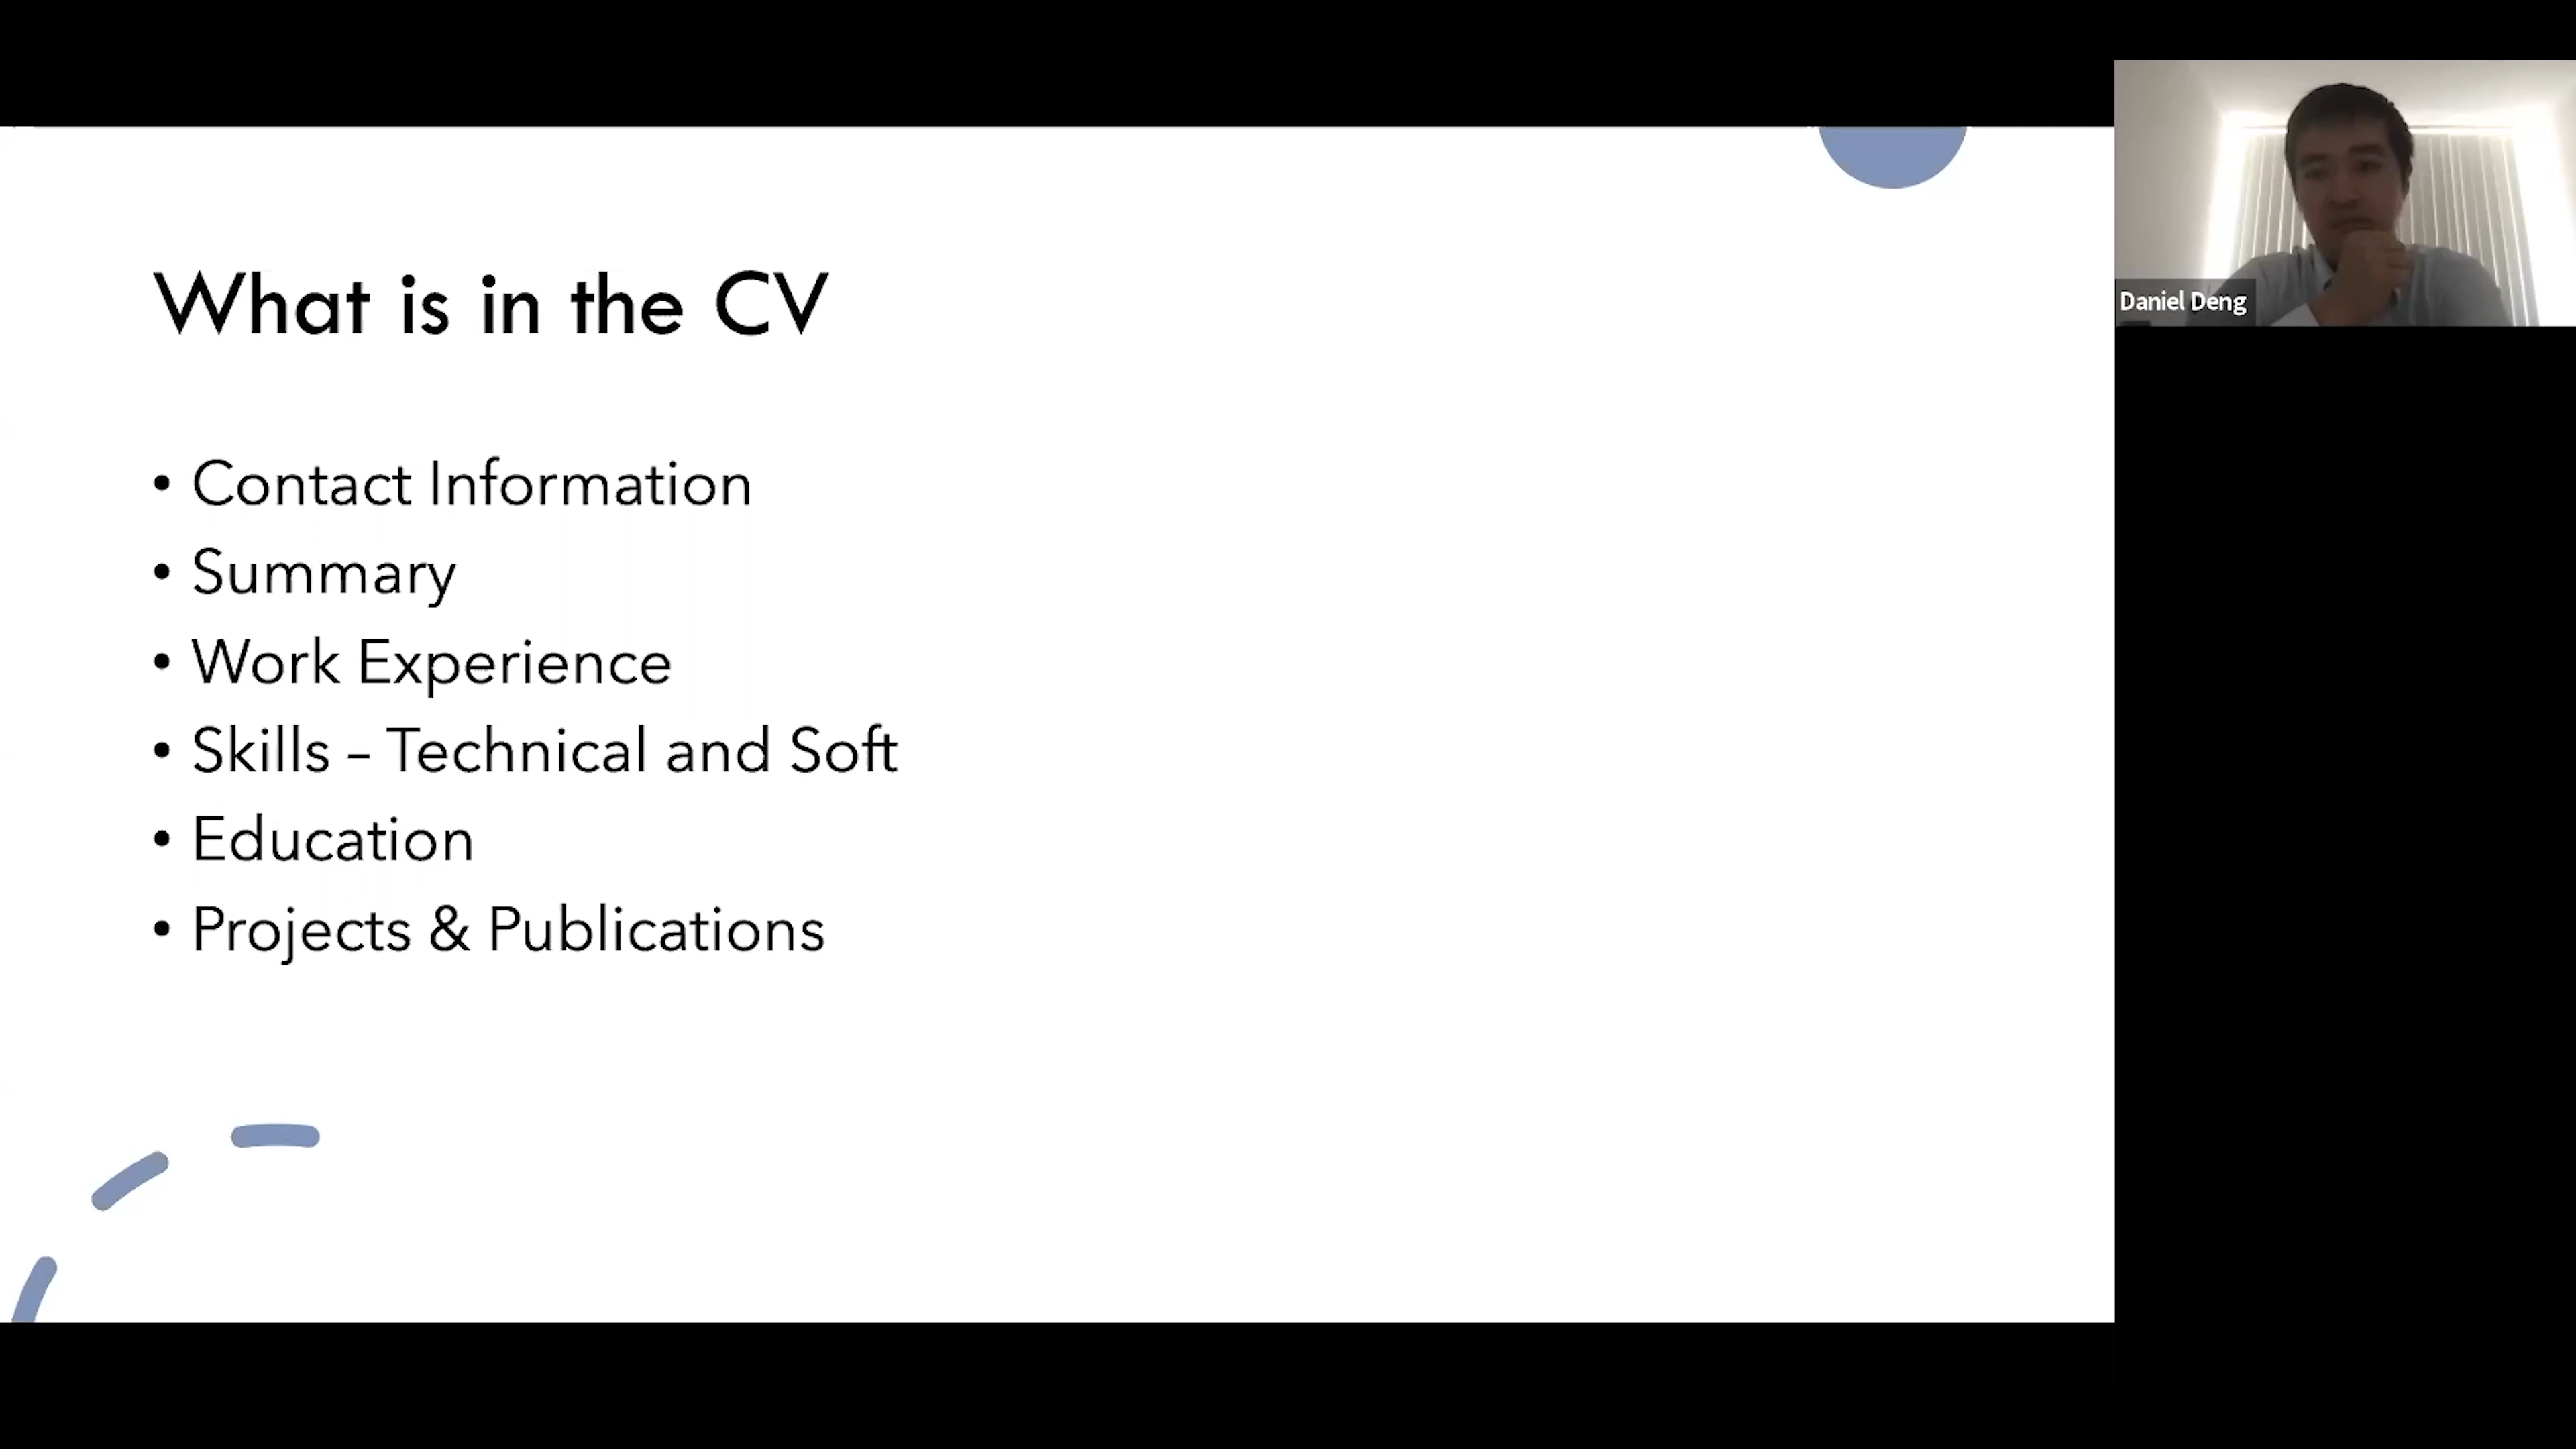 What is in the CV
• Contact Information
• Summary
• Work Experience
• Skills – Technical and Soft
• Education
• Projects & Publications
Daniel Deng